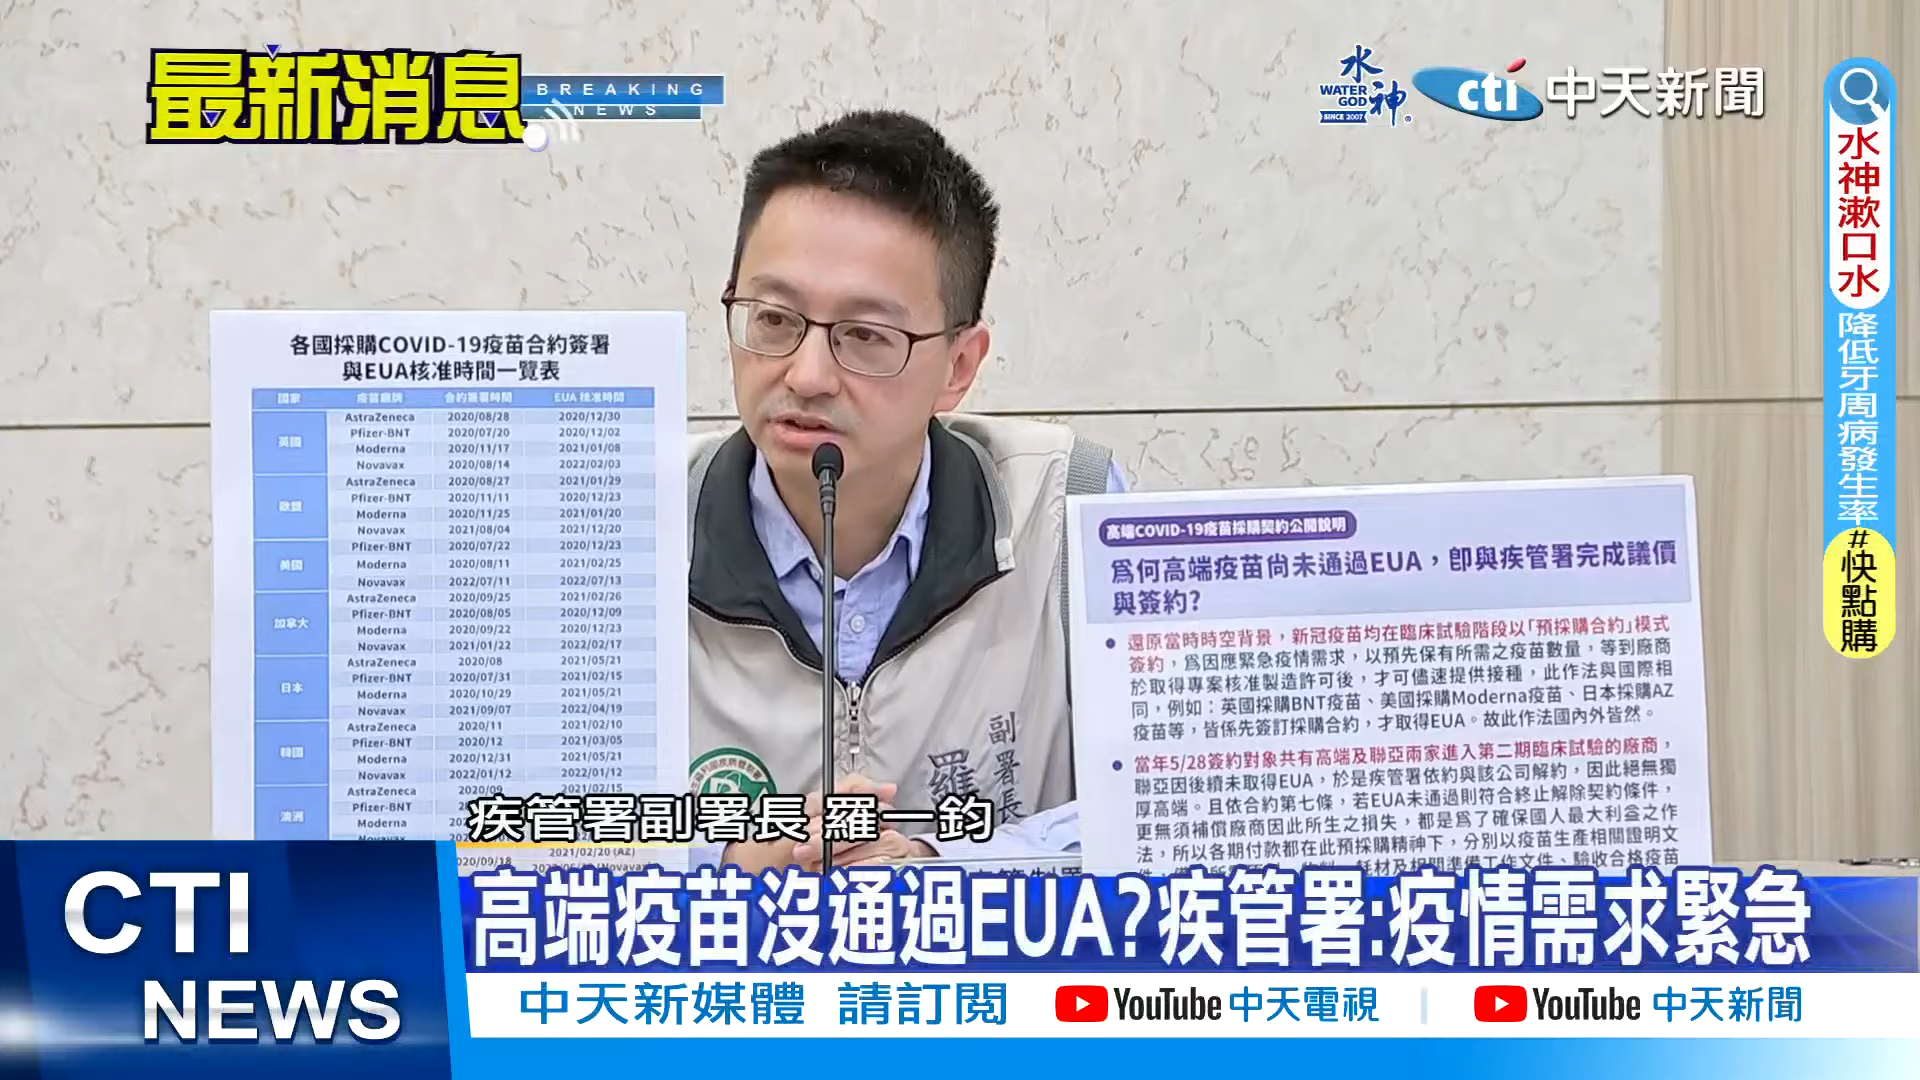 最新消息
BREAKING
NEWS
水神
WATER
GOD
SINCE 2007
cti 中天新聞
水神漱口水
降低牙周病發生率
#快點購
各國採購COVID-19疫苗合約簽署
與EUA核准時間一覽表
國家 疫苗廠牌 合約簽署時間 EUA 核准時間
英國
AstraZeneca 2020/08/28 2020/12/30
Pfizer-BNT 2020/07/20 2020/12/02
Moderna 2020/11/17 2021/01/08
Novavax 2020/08/14 2022/02/03
歐盟
AstraZeneca 2020/08/27 2021/01/29
Pfizer-BNT 2020/11/11 2020/12/23
Moderna 2020/11/25 2021/01/20
Novavax 2021/08/04 2021/12/20
美國
Pfizer-BNT 2020/07/22 2020/12/23
Moderna 2020/08/11 2021/02/25
Novavax 2022/07/11 2022/07/13
加拿大
AstraZeneca 2020/09/25 2021/02/26
Pfizer-BNT 2020/08/05 2020/12/09
Moderna 2020/09/22 2020/12/23
Novavax 2021/01/22 2022/02/17
日本
AstraZeneca 2020/08 2021/05/21
Pfizer-BNT 2020/07/31 2021/02/15
Moderna 2020/10/29 2021/05/21
Novavax 2021/09/07 2022/04/19
韓國
AstraZeneca 2020/11 2021/02/10
Pfizer-BNT 2020/12 2021/03/05
Moderna 2020/12/31 2021/05/21
Novavax 2022/01/12 2022/01/12
澳洲
AstraZeneca 2020/09 2021/02/15
Pfizer-BNT
Moderna
Novavax
2021/02/20 (AZ)
2020/09/18
高端COVID-19疫苗採購契約公開說明
為何高端疫苗尚未通過EUA，即與疾管署完成議價
與簽約?
● 還原當時時空背景，新冠疫苗均在臨床試驗階段以「預採購合約」模式
簽約，為因應緊急疫情需求，以預先保有所需之疫苗數量，等到廠商
於取得專案核准製造許可後，才可儘速提供接種，此作法與國際相
同，例如：英國採購BNT疫苗、美國採購Moderna疫苗、日本採購AZ
疫苗等，皆係先簽訂採購合約，才取得EUA。故此作法國內外皆然。
● 當年5/28簽約對象共有高端及聯亞兩家進入第二期臨床試驗的廠商，
聯亞因後續未取得EUA，於是疾管署依約與該公司解約，因此絕無獨
厚高端。且依合約第七條，若EUA未通過則符合終止解除契約條件，
更無須補償廠商因此所生之損失，都是為了確保國人最大利益之作
法，所以各期付款都在此預採購精神下，分別以疫苗生產相關證明文
副署長
羅
疾管署副署長 羅一鈞
CTI
NEWS
高端疫苗沒通過EUA?疾管署:疫情需求緊急
中天新媒體 請訂閱 YouTube 中天電視 | YouTube 中天新聞